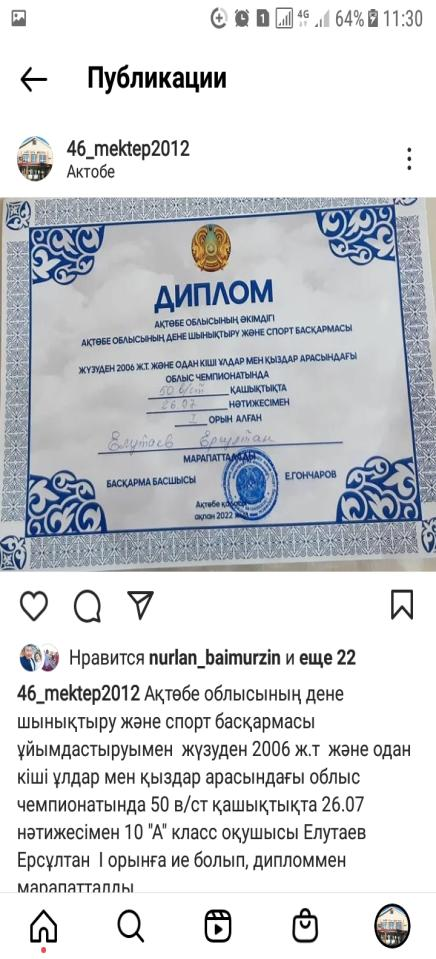 1 4G 64% 11:30
Публикации
46_mektep2012
Актобе
ДИПЛОМ
АҚТӨБЕ ОБЛЫСЫНЫҢ ӘКІМДІГІ
АҚТӨБЕ ОБЛЫСЫНЫҢ ДЕНЕ ШЫНЫҚТЫРУ ЖӘНЕ СПОРТ БАСҚАРМАСЫ
ЖҮЗУДЕН 2006 Ж.Т. ЖӘНЕ ОДАН КІШІ ҰЛДАР МЕН ҚЫЗДАР АРАСЫНДАҒЫ
ОБЛЫС ЧЕМПИОНАТЫНДА
50 в/ст ҚАШЫҚТЫҚТА
26.07 НӘТИЖЕСІМЕН
I ОРЫН АЛҒАН
Елутаев Ерсултан
МАРАПАТТАЛАДЫ
БАСҚАРМА БАСШЫСЫ Е.ГОНЧАРОВ
Ақтөбе қаласы
ақпан 2022 жыл
Нравится nurlan_baimurzin и еще 22
46_mektep2012 Ақтөбе облысының дене
шынықтыру және спорт басқармасы
ұйымдастыруымен жүзуден 2006 ж.т және одан
кіші ұлдар мен қыздар арасындағы облыс
чемпионатында 50 в/ст қашықтықта 26.07
нәтижесімен 10 "А" класс оқушысы Елутаев
Ерсұлтан I орынға ие болып, дипломмен
марапатталды